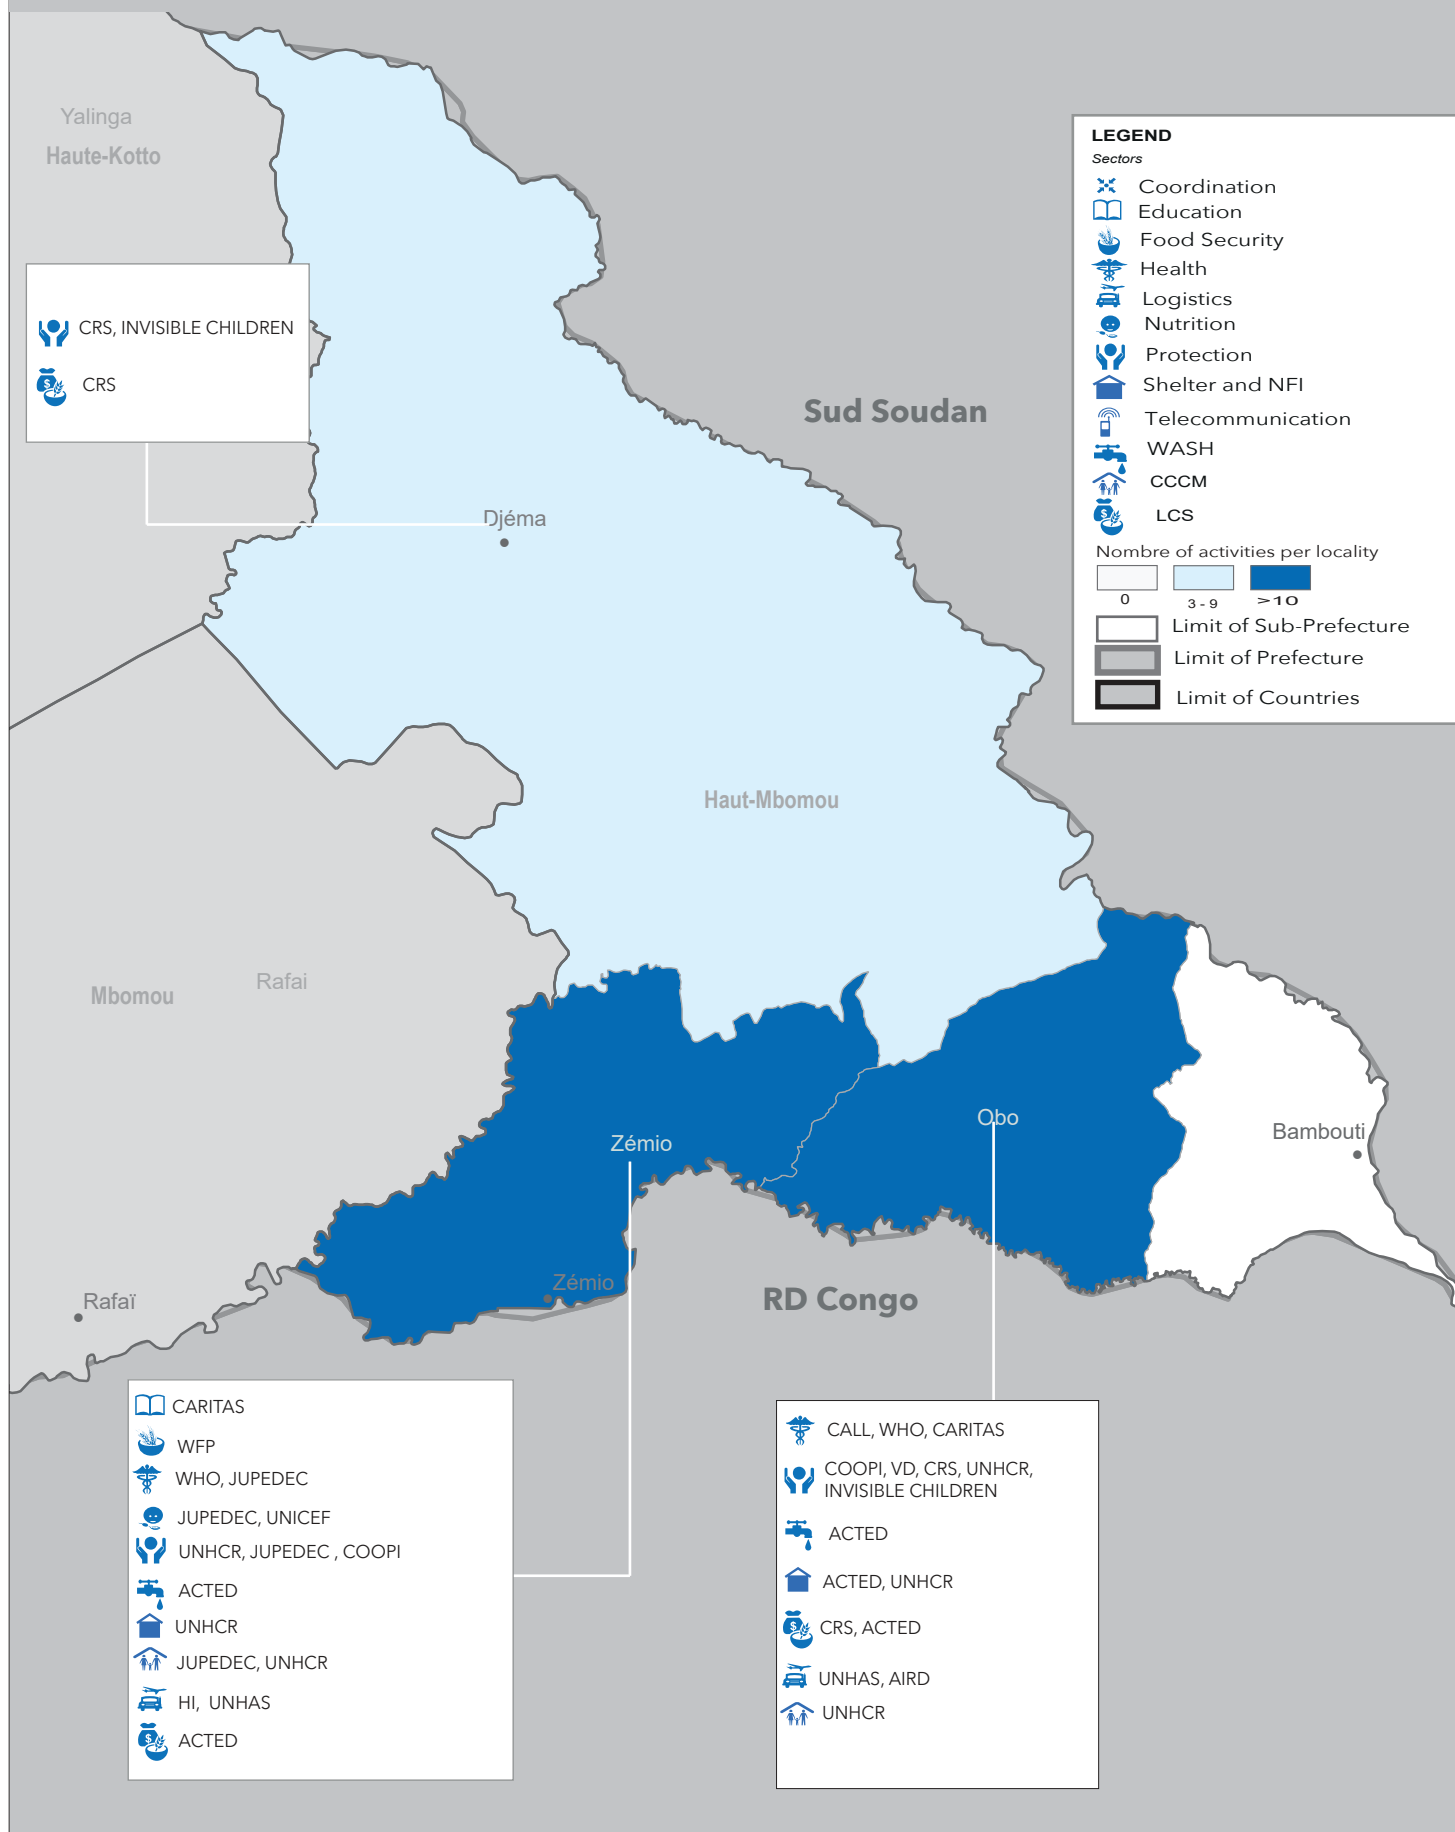 Yalinga
Haute-Kotto
CRS, INVISIBLE CHILDREN
CRS
Sud Soudan
Djéma
Haut-Mbomou
Mbomou
Rafai
Zémio
Obo
Bambouti
Zémio
Rafaï
RD Congo
LEGEND
Sectors
Coordination
Education
Food Security
Health
Logistics
Nutrition
Protection
Shelter and NFI
Telecommunication
WASH
CCCM
LCS
Nombre of activities per locality
0
3 - 9
>10
Limit of Sub-Prefecture
Limit of Prefecture
Limit of Countries
CARITAS
WFP
WHO, JUPEDEC
JUPEDEC, UNICEF
UNHCR, JUPEDEC , COOPI
ACTED
UNHCR
JUPEDEC, UNHCR
HI, UNHAS
ACTED
CALL, WHO, CARITAS
COOPI, VD, CRS, UNHCR,
INVISIBLE CHILDREN
ACTED
ACTED, UNHCR
CRS, ACTED
UNHAS, AIRD
UNHCR